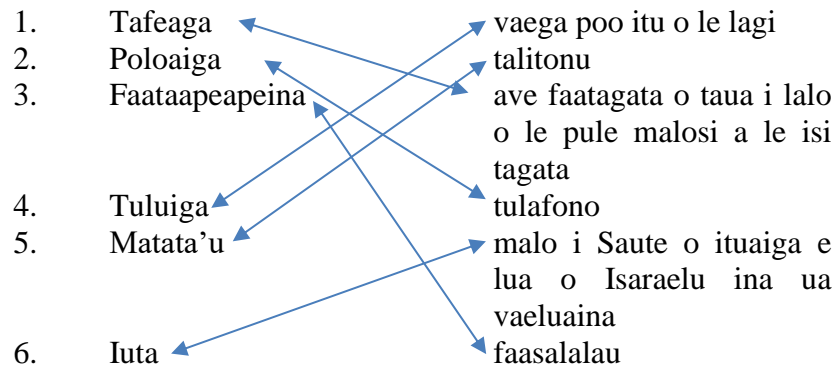 1. Tafeaga vaega poo itu o le lagi
2. Poloaiga talitonu
3. Faataapeapeina ave faatagata o taua i lalo
o le pule malosi a le isi
tagata
4. Tuluiga tulafono
5. Matata’u malo i Saute o ituaiga e
lua o Isaraelu ina ua
vaeluaina
6. Iuta faasalalau